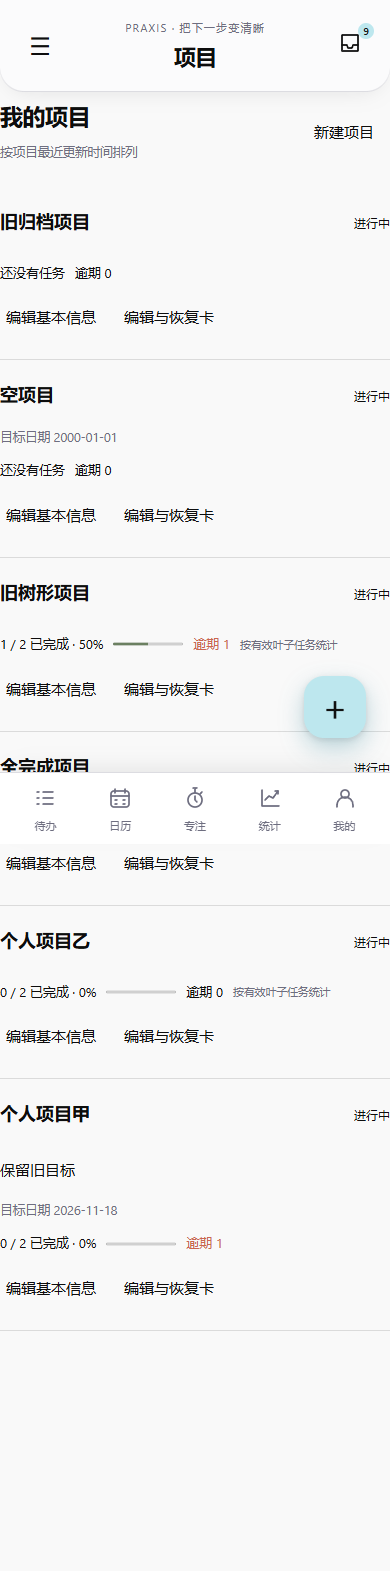 PRAXIS · 把下一步变清晰
9
项目
我的项目
新建项目
按项目最近更新时间排列
旧归档项目
进行中
还没有任务 逾期 0
编辑基本信息 编辑与恢复卡
空项目
进行中
目标日期 2000-01-01
还没有任务 逾期 0
编辑基本信息 编辑与恢复卡
旧树形项目
进行中
1 / 2 已完成 · 50% 逾期 1 按有效叶子任务统计
编辑基本信息 编辑与恢复卡
全完成项目
进行中
待办 日历 专注 统计 我的
编辑基本信息 编辑与恢复卡
个人项目乙
进行中
0 / 2 已完成 · 0% 逾期 0 按有效叶子任务统计
编辑基本信息 编辑与恢复卡
个人项目甲
进行中
保留旧目标
目标日期 2026-11-18
0 / 2 已完成 · 0% 逾期 1
编辑基本信息 编辑与恢复卡